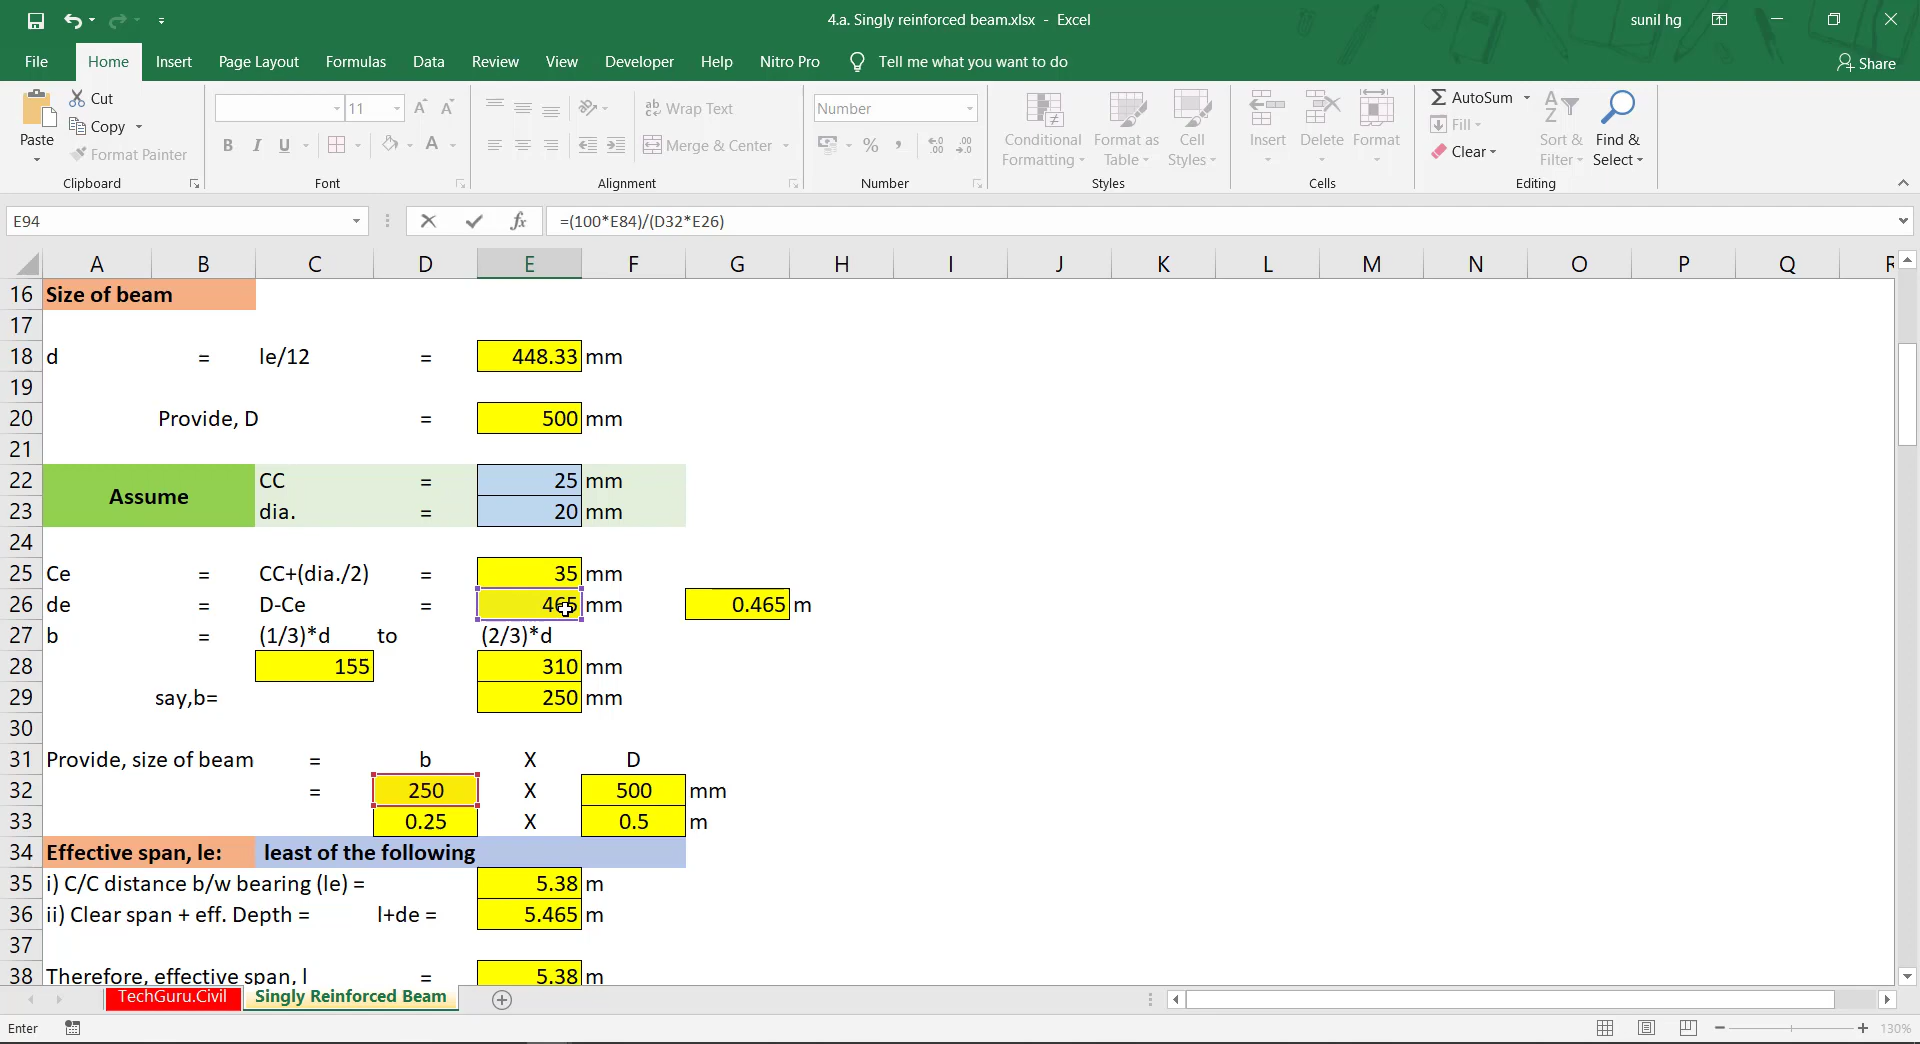 4.a. Singly reinforced beam.xlsx - Excel
sunil hg
File Home Insert Page Layout Formulas Data Review View Developer Help Nitro Pro Tell me what you want to do Share
Paste
Cut
Copy
Format Painter
Clipboard
11
Font
Wrap Text
Merge & Center
Alignment
Number
Number
Conditional Formatting
Format as Table
Cell Styles
Styles
Insert
Delete
Format
Cells
AutoSum
Fill
Clear
Sort & Filter
Find & Select
Editing
E94 =(100*E84)/(D32*E26)
A B C D E F G H I J K L M N O P Q R
16 Size of beam
17
18 d = le/12 = 448.33 mm
19
20 Provide, D = 500 mm
21
22 Assume CC = 25 mm
23 dia. = 20 mm
24
25 Ce = CC+(dia./2) = 35 mm
26 de = D-Ce = 465 mm 0.465 m
27 b = (1/3)*d to (2/3)*d
28 155 310 mm
29 say,b= 250 mm
30
31 Provide, size of beam = b X D
32 = 250 X 500 mm
33 0.25 X 0.5 m
34 Effective span, le: least of the following
35 i) C/C distance b/w bearing (le) = 5.38 m
36 ii) Clear span + eff. Depth = l+de = 5.465 m
37
38 Therefore, effective span, l = 5.38 m
TechGuru.Civil Singly Reinforced Beam
Enter 130%